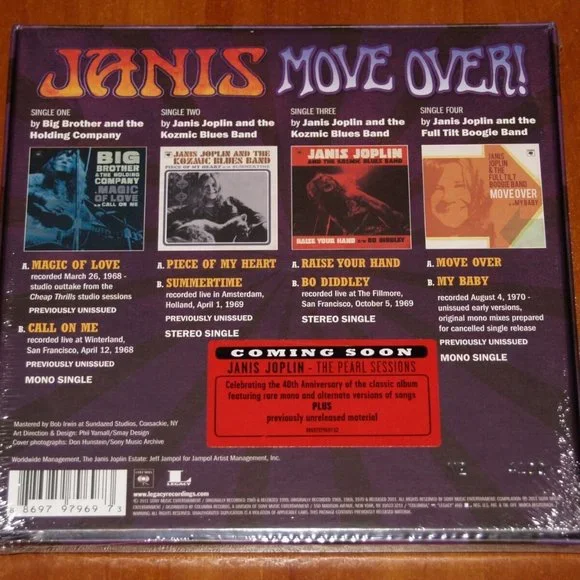 JANIS MOVE OVER!
SINGLE ONE
by Big Brother and the
Holding Company
BIG
BROTHER
& THE HOLDING
COMPANY
MAGIC
OF LOVE
CALL ON ME
A. MAGIC OF LOVE
recorded March 26, 1968 -
studio outtake from the
Cheap Thrills studio sessions
PREVIOUSLY UNISSUED
B. CALL ON ME
recorded live at Winterland,
San Francisco, April 12, 1968
PREVIOUSLY UNISSUED
MONO SINGLE
SINGLE TWO
by Janis Joplin and the
Kozmic Blues Band
JANIS JOPLIN AND THE
KOZMIC BLUES BAND
PIECE OF MY HEART SUMMERTIME
A. PIECE OF MY HEART
B. SUMMERTIME
recorded live in Amsterdam,
Holland, April 1, 1969
PREVIOUSLY UNISSUED
STEREO SINGLE
SINGLE THREE
by Janis Joplin and the
Kozmic Blues Band
JANIS JOPLIN
AND THE KOZMIC BLUES BAND
RAISE YOUR HAND BO DIDDLEY
A. RAISE YOUR HAND
B. BO DIDDLEY
recorded live at The Fillmore,
San Francisco, October 5, 1969
STEREO SINGLE
SINGLE FOUR
by Janis Joplin and the
Full Tilt Boogie Band
JANIS
JOPLIN
& THE FULL TILT
BOOGIE BAND
MOVE OVER
MY BABY
A. MOVE OVER
B. MY BABY
recorded August 4, 1970 -
unissued early versions,
original mono mixes prepared
for cancelled single release
PREVIOUSLY UNISSUED
MONO SINGLE
COMING SOON
JANIS JOPLIN - THE PEARL SESSIONS
Celebrating the 40th Anniversary of the classic album
featuring rare mono and alternate versions of songs
PLUS
previously unreleased material
Mastered by Bob Irwin at Sundazed Studios, Coxsackie, NY
Art Direction & Design: Phil Yarnall/Smay Design
Cover photographs: Don Hunstein/Sony Music Archive
Worldwide Management, The Janis Joplin Estate: Jeff Jampol for Jampol Artist Management, Inc.
8 8697 97969 7 3
COLUMBIA
LEGACY
www.legacyrecordings.com